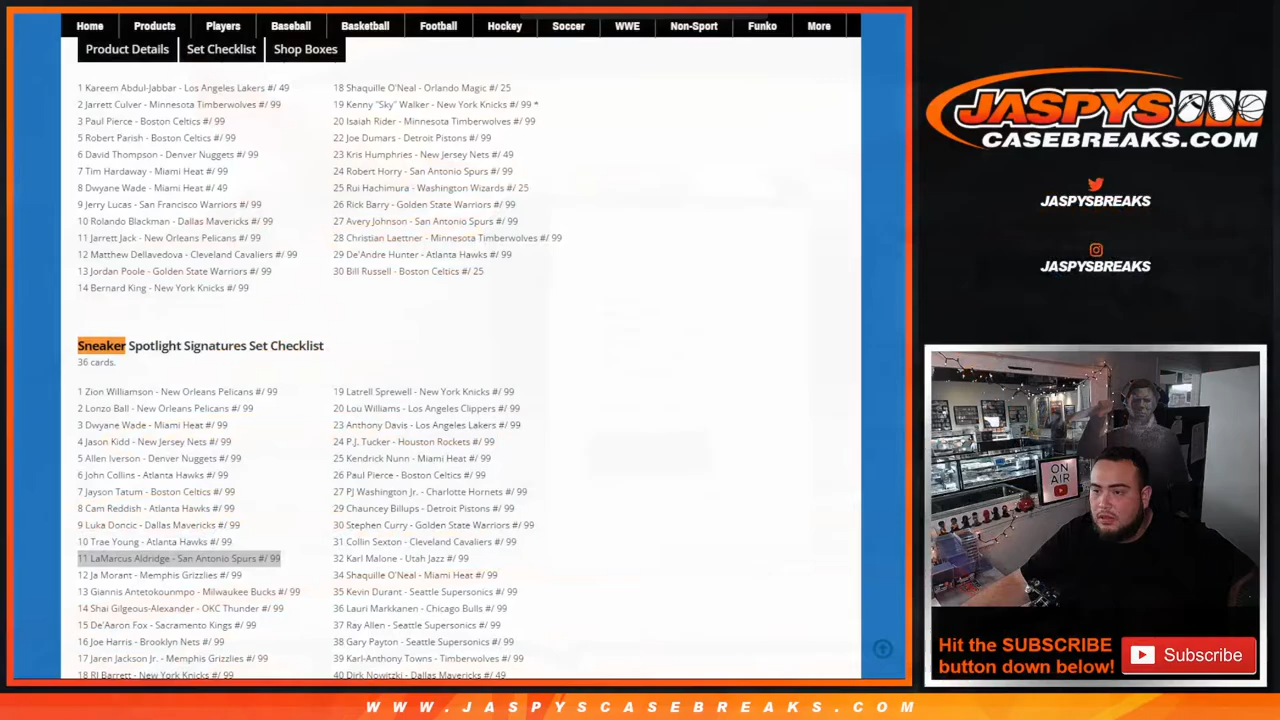 Home Products Players Baseball Basketball Football Hockey Soccer WWE Non-Sport Funko More
Product Details Set Checklist Shop Boxes
1 Kareem Abdul-Jabbar - Los Angeles Lakers #/ 49
2 Jarrett Culver - Minnesota Timberwolves #/ 99
3 Paul Pierce - Boston Celtics #/ 99
5 Robert Parish - Boston Celtics #/ 99
6 David Thompson - Denver Nuggets #/ 99
7 Tim Hardaway - Miami Heat #/ 99
8 Dwyane Wade - Miami Heat #/ 49
9 Jerry Lucas - San Francisco Warriors #/ 99
10 Rolando Blackman - Dallas Mavericks #/ 99
11 Jarrett Jack - New Orleans Pelicans #/ 99
12 Matthew Dellavedova - Cleveland Cavaliers #/ 99
13 Jordan Poole - Golden State Warriors #/ 99
14 Bernard King - New York Knicks #/ 99
18 Shaquille O'Neal - Orlando Magic #/ 25
19 Kenny "Sky" Walker - New York Knicks #/ 99 *
20 Isaiah Rider - Minnesota Timberwolves #/ 99
22 Joe Dumars - Detroit Pistons #/ 99
23 Kris Humphries - New Jersey Nets #/ 49
24 Robert Horry - San Antonio Spurs #/ 99
25 Rui Hachimura - Washington Wizards #/ 25
26 Rick Barry - Golden State Warriors #/ 99
27 Avery Johnson - San Antonio Spurs #/ 99
28 Christian Laettner - Minnesota Timberwolves #/ 99
29 De'Andre Hunter - Atlanta Hawks #/ 99
30 Bill Russell - Boston Celtics #/ 25
Sneaker Spotlight Signatures Set Checklist
36 cards.
1 Zion Williamson - New Orleans Pelicans #/ 99
2 Lonzo Ball - New Orleans Pelicans #/ 99
3 Dwyane Wade - Miami Heat #/ 99
4 Jason Kidd - New Jersey Nets #/ 99
5 Allen Iverson - Denver Nuggets #/ 99
6 John Collins - Atlanta Hawks #/ 99
7 Jayson Tatum - Boston Celtics #/ 99
8 Cam Reddish - Atlanta Hawks #/ 99
9 Luka Doncic - Dallas Mavericks #/ 99
10 Trae Young - Atlanta Hawks #/ 99
11 LaMarcus Aldridge - San Antonio Spurs #/ 99
12 Ja Morant - Memphis Grizzlies #/ 99
13 Giannis Antetokounmpo - Milwaukee Bucks #/ 99
14 Shai Gilgeous-Alexander - OKC Thunder #/ 99
15 De'Aaron Fox - Sacramento Kings #/ 99
16 Joe Harris - Brooklyn Nets #/ 99
17 Jaren Jackson Jr. - Memphis Grizzlies #/ 99
18 RJ Barrett - New York Knicks #/ 99
19 Latrell Sprewell - New York Knicks #/ 99
20 Lou Williams - Los Angeles Clippers #/ 99
23 Anthony Davis - Los Angeles Lakers #/ 99
24 P.J. Tucker - Houston Rockets #/ 99
25 Kendrick Nunn - Miami Heat #/ 99
26 Paul Pierce - Boston Celtics #/ 99
27 PJ Washington Jr. - Charlotte Hornets #/ 99
29 Chauncey Billups - Detroit Pistons #/ 99
30 Stephen Curry - Golden State Warriors #/ 99
31 Collin Sexton - Cleveland Cavaliers #/ 99
32 Karl Malone - Utah Jazz #/ 99
34 Shaquille O'Neal - Miami Heat #/ 99
35 Kevin Durant - Seattle Supersonics #/ 99
36 Lauri Markkanen - Chicago Bulls #/ 99
37 Ray Allen - Seattle Supersonics #/ 99
38 Gary Payton - Seattle Supersonics #/ 99
39 Karl-Anthony Towns - Timberwolves #/ 99
40 Dirk Nowitzki - Dallas Mavericks #/ 49
JASPYS
CASEBREAKS.COM
JASPYSBREAKS
JASPYSBREAKS
ON
AIR
Hit the SUBSCRIBE
button down below!
Subscribe
WWW.JASPYSCASEBREAKS.COM